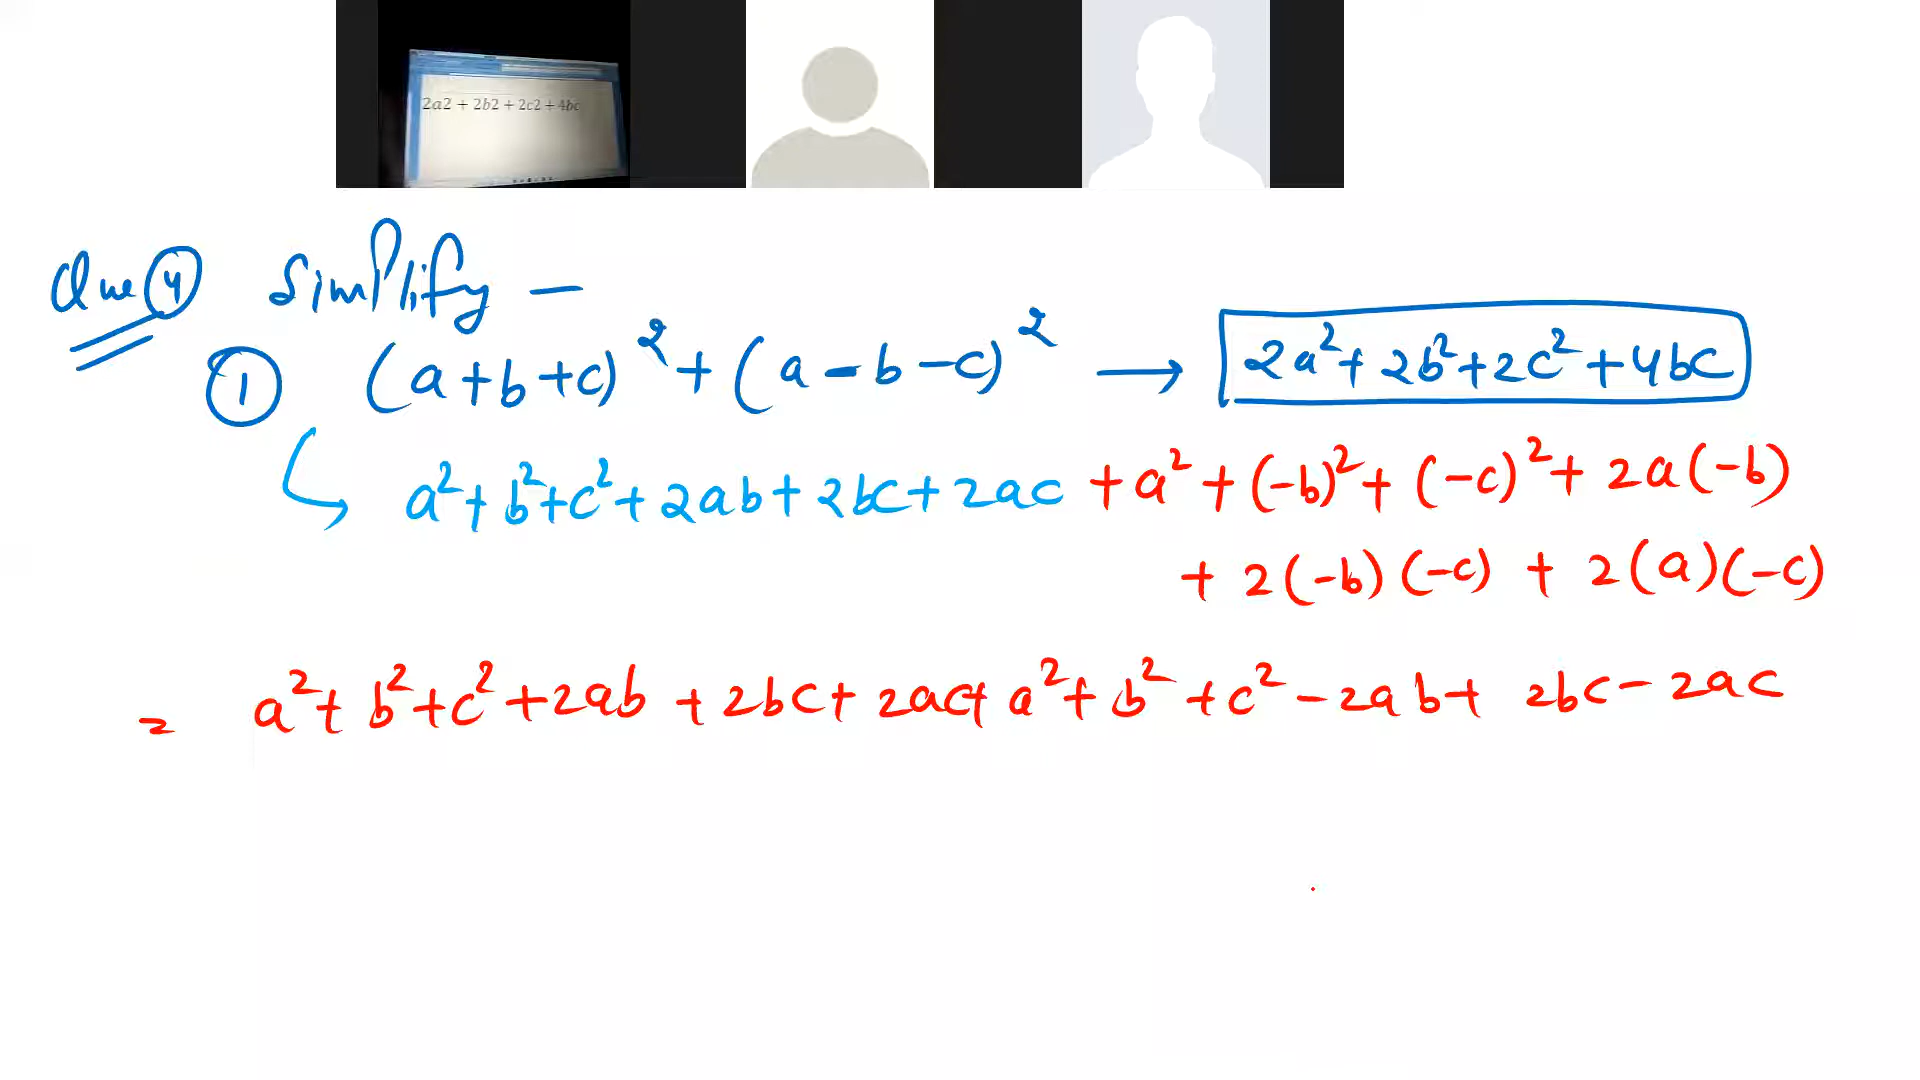 2a2 + 2b2 + 2c2 + 4bc
Que 4 Simplify —
① (a+b+c)² + (a-b-c)² → 2a²+2b²+2c²+4bc
a²+b²+c²+2ab+2bc+2ac +a²+(-b)²+(-c)²+2a(-b)
+2(-b)(-c)+2(a)(-c)
= a²+b²+c²+2ab+2bc+2ac+a²+b²+c²-2ab+2bc-2ac